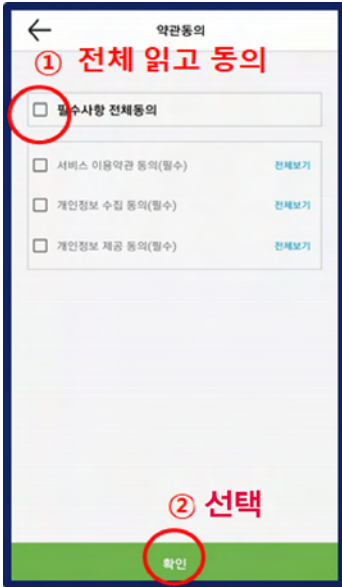 약관동의
① 전체 읽고 동의
필수사항 전체동의
서비스 이용약관 동의(필수) 전체보기
개인정보 수집 동의(필수) 전체보기
개인정보 제공 동의(필수) 전체보기
② 선택
확인